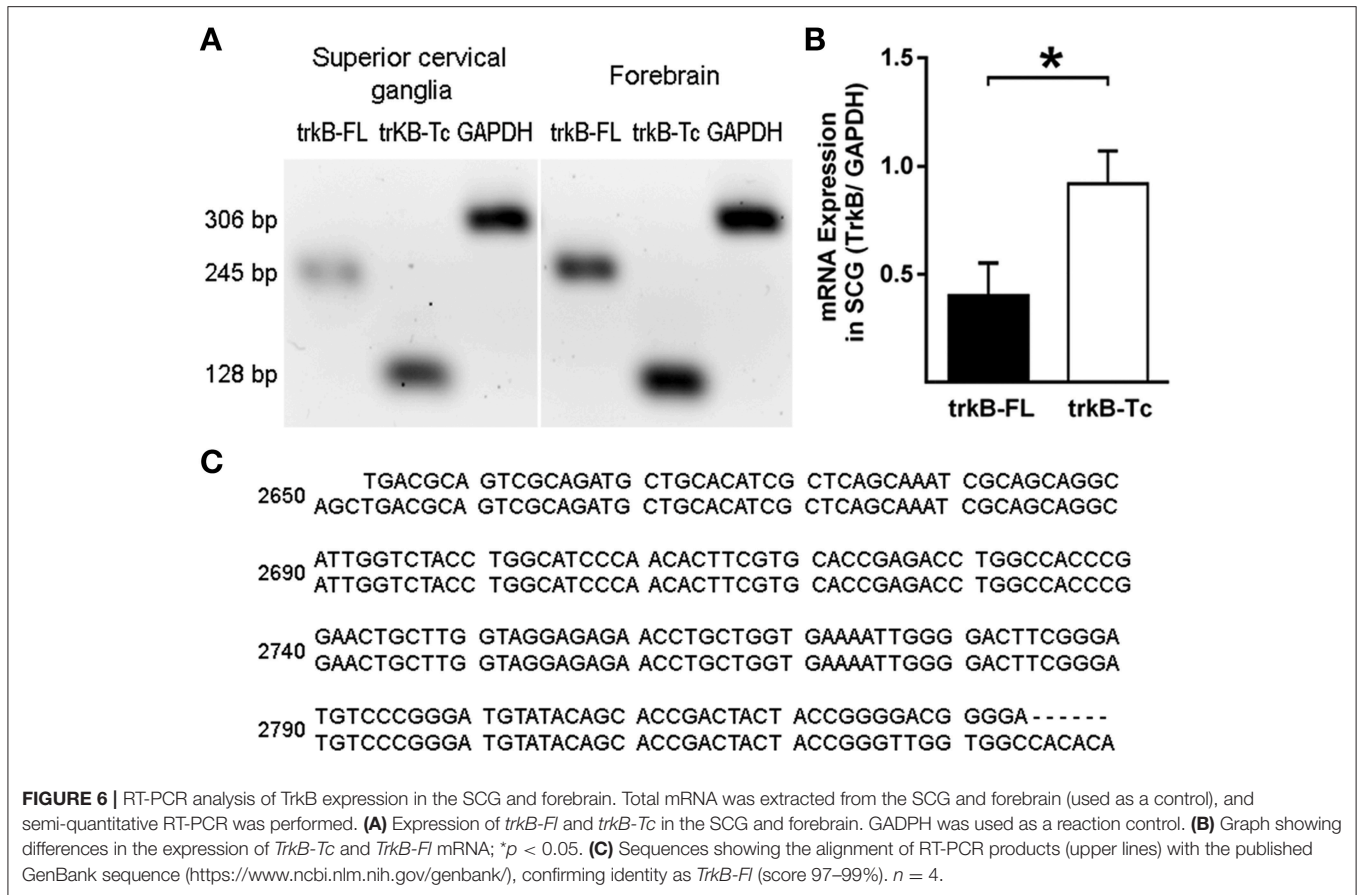 A
Superior cervical
ganglia
Forebrain
trkB-FL trKB-Tc GAPDH trkB-FL trkB-Tc GAPDH
306 bp
245 bp
128 bp
B
mRNA Expression
in SCG (TrkB/ GAPDH)
1.5
1.0
0.5
*
trkB-FL trkB-Tc
C
2650
TGACGCA GTCGCAGATG CTGCACATCG CTCAGCAAAT CGCAGCAGGC
AGCTGACGCA GTCGCAGATG CTGCACATCG CTCAGCAAAT CGCAGCAGGC
2690
ATTGGTCTACC TGGCATCCCA ACACTTCGTG CACCGAGACC TGGCCACCCG
ATTGGTCTACC TGGCATCCCA ACACTTCGTG CACCGAGACC TGGCCACCCG
2740
GAACTGCTTG GTAGGAGAGA ACCTGCTGGT GAAAATTGGG GACTTCGGGA
GAACTGCTTG GTAGGAGAGA ACCTGCTGGT GAAAATTGGG GACTTCGGGA
2790
TGTCCCGGGA TGTATACAGC ACCGACTACT ACCGGGGACG GGGA------
TGTCCCGGGA TGTATACAGC ACCGACTACT ACCGGGTTGG TGGCCACACA
FIGURE 6 | RT-PCR analysis of TrkB expression in the SCG and forebrain. Total mRNA was extracted from the SCG and forebrain (used as a control), and
semi-quantitative RT-PCR was performed. (A) Expression of trkB-Fl and trkB-Tc in the SCG and forebrain. GADPH was used as a reaction control. (B) Graph showing
differences in the expression of TrkB-Tc and TrkB-Fl mRNA; *p < 0.05. (C) Sequences showing the alignment of RT-PCR products (upper lines) with the published
GenBank sequence (https://www.ncbi.nlm.nih.gov/genbank/), confirming identity as TrkB-Fl (score 97–99%). n = 4.